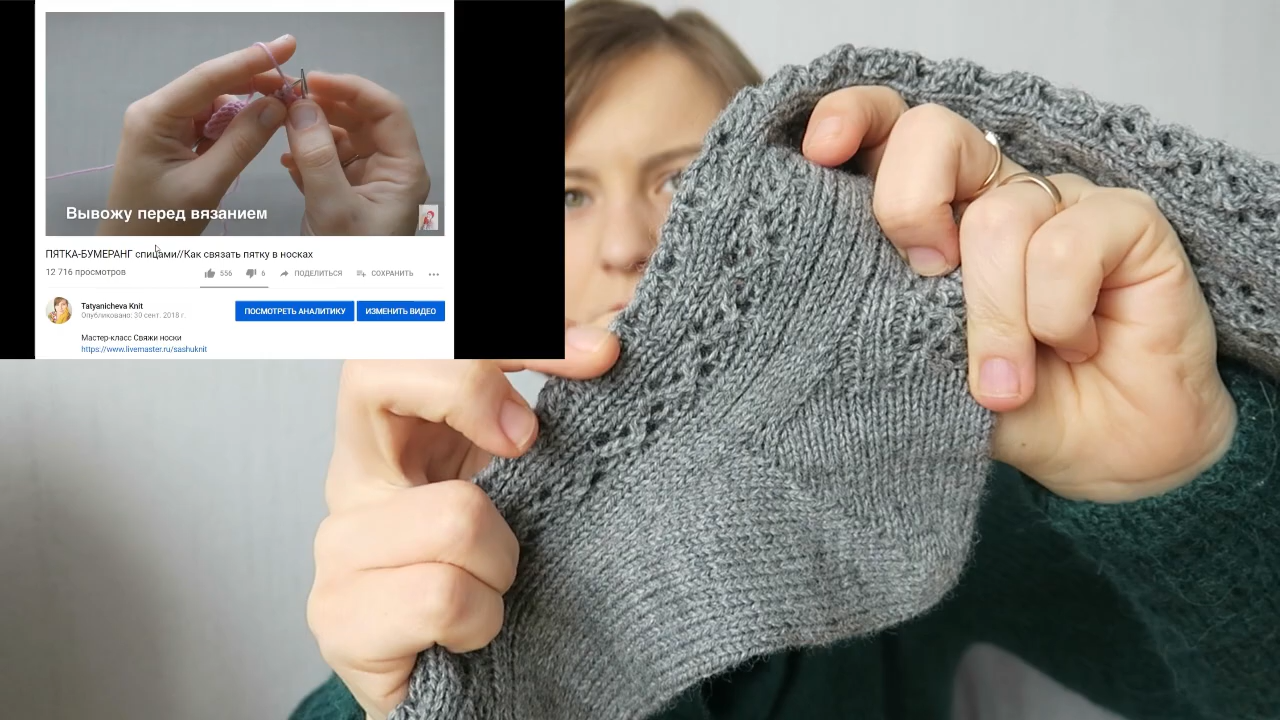 Вывожу перед вязанием
ПЯТКА-БУМЕРАНГ спицами//Как связать пятку в носках
12 716 просмотров
556
6
ПОДЕЛИТЬСЯ
СОХРАНИТЬ
Tatyanicheva Knit
Опубликовано: 30 сент. 2018 г.
ПОСМОТРЕТЬ АНАЛИТИКУ
ИЗМЕНИТЬ ВИДЕО
Мастер-класс Свяжи носки
https://www.livemaster.ru/sashuknit